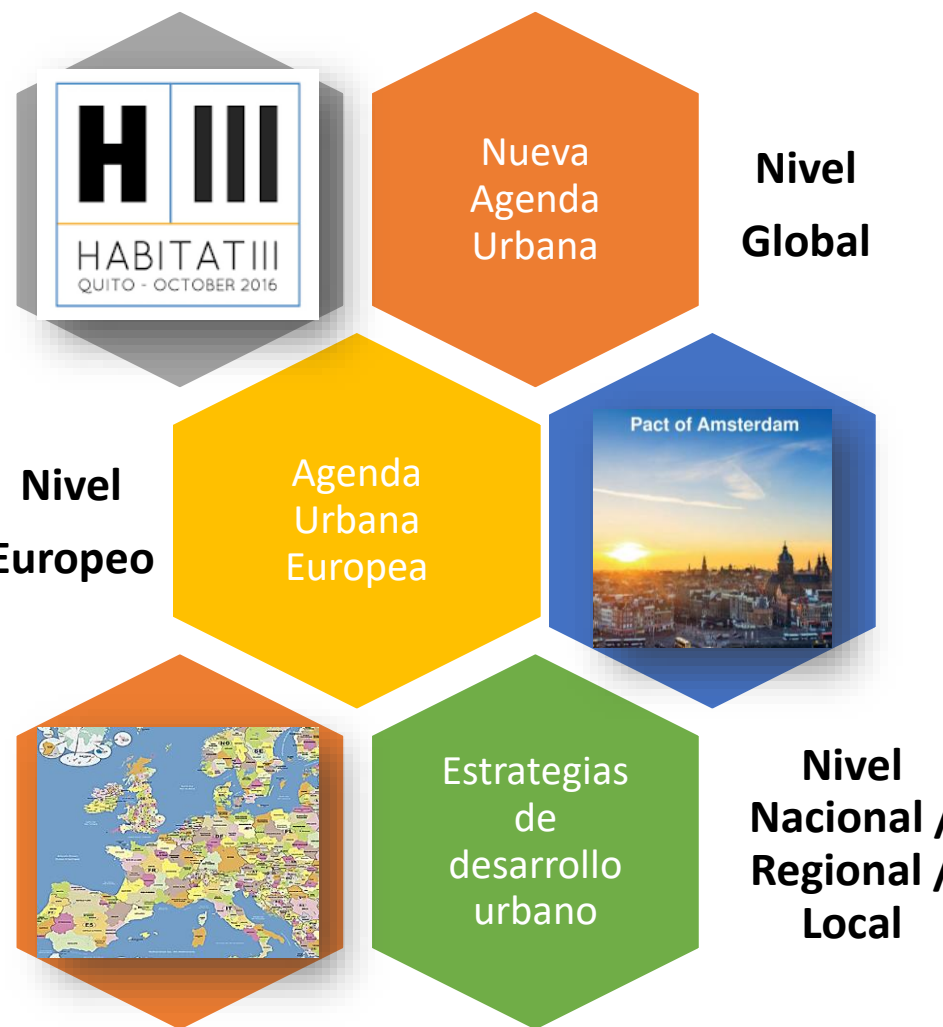 H III
HABITAT III
QUITO - OCTOBER 2016
Nueva
Agenda
Urbana
Nivel
Global
Nivel
Europeo
Agenda
Urbana
Europea
Pact of Amsterdam
Estrategias
de
desarrollo
urbano
Nivel
Nacional /
Regional /
Local